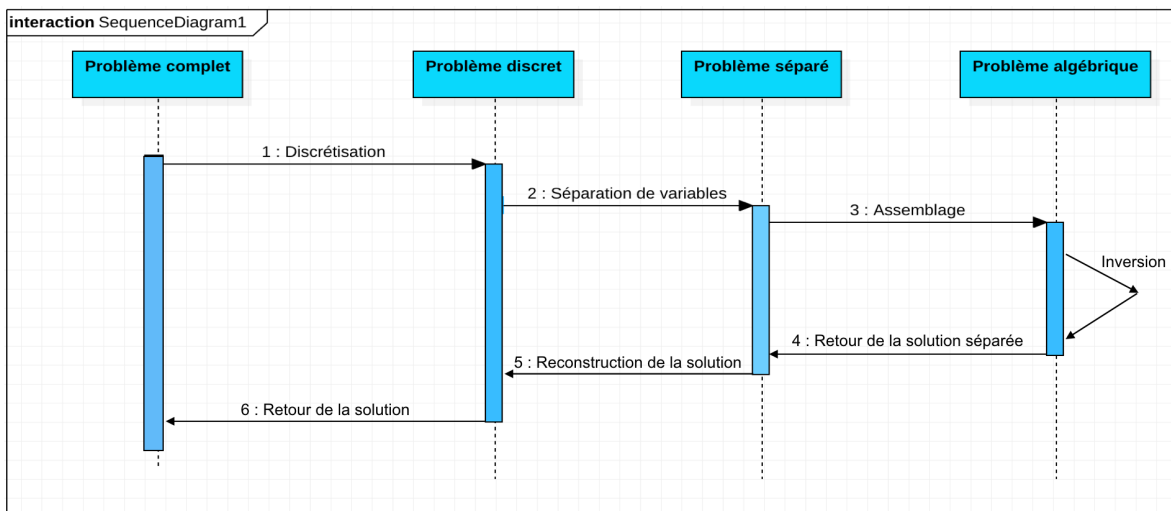 interaction SequenceDiagram1
Problème complet
Problème discret
Problème séparé
Problème algébrique
1 : Discrétisation
2 : Séparation de variables
3 : Assemblage
Inversion
4 : Retour de la solution séparée
5 : Reconstruction de la solution
6 : Retour de la solution